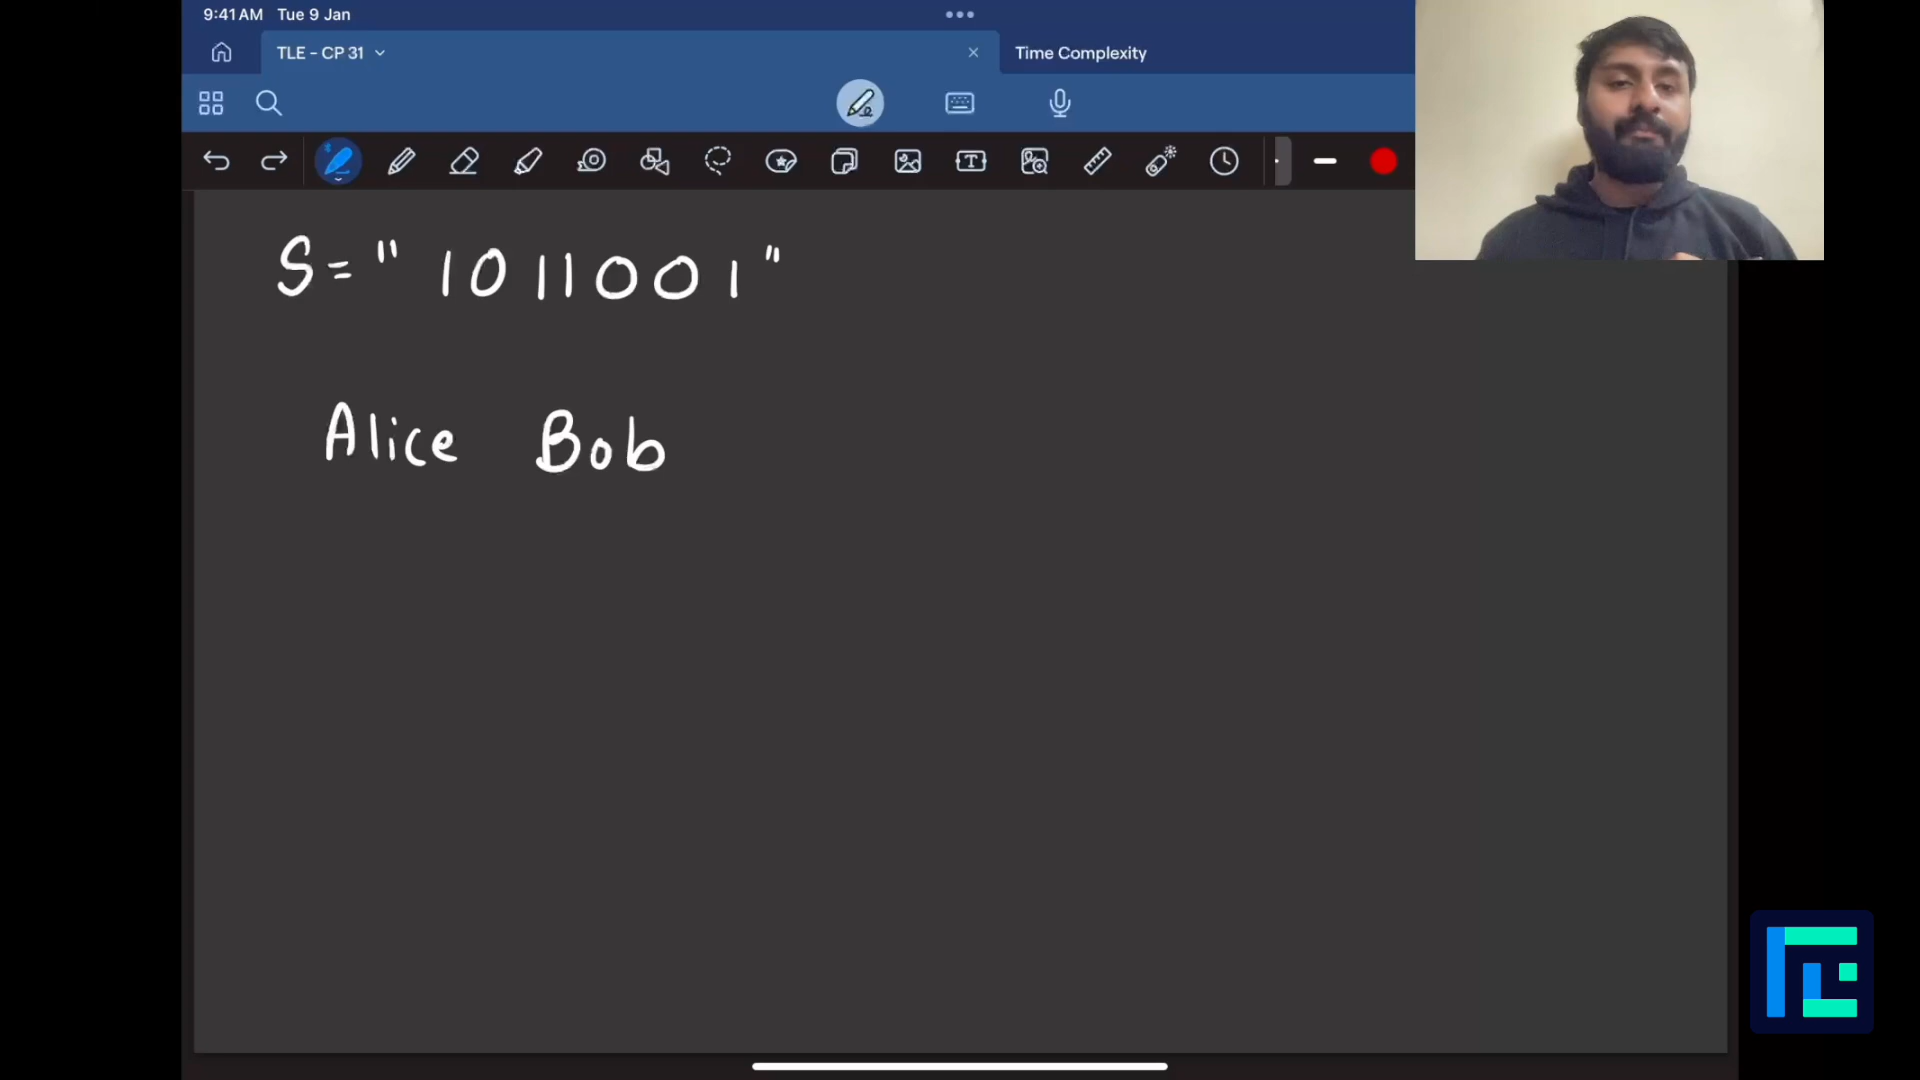 9:41 AM Tue 9 Jan
TLE - CP 31
Time Complexity
S = " 1011001 "
Alice Bob